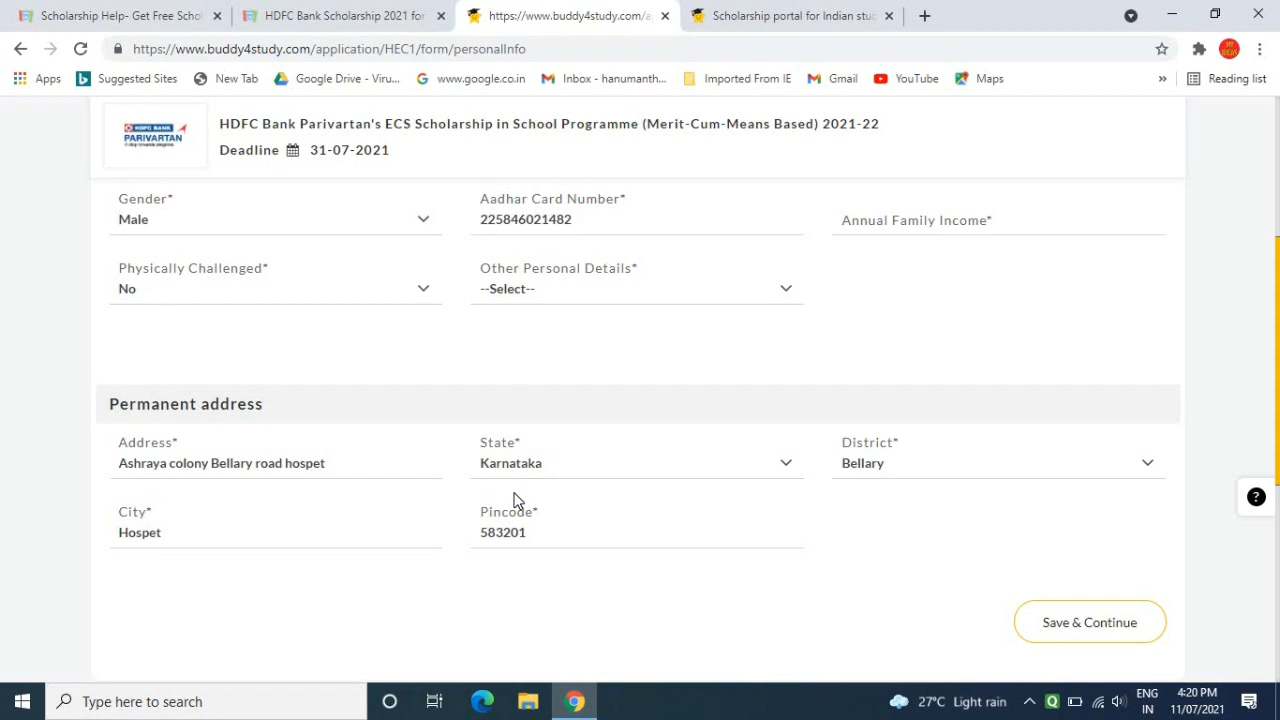 Scholarship Help- Get Free Scho
HDFC Bank Scholarship 2021 for
https://www.buddy4study.com/a
Scholarship portal for Indian stud
https://www.buddy4study.com/application/HEC1/form/personalInfo
Apps
Suggested Sites
New Tab
Google Drive - Viru...
www.google.co.in
Inbox - hanumanth...
Imported From IE
Gmail
YouTube
Maps
»
Reading list
HDFC BANK
PARIVARTAN
HDFC Bank Parivartan's ECS Scholarship in School Programme (Merit-Cum-Means Based) 2021-22
Deadline 31-07-2021
Gender*
Male
Aadhar Card Number*
225846021482
Annual Family Income*
Physically Challenged*
No
Other Personal Details*
--Select--
Permanent address
Address*
Ashraya colony Bellary road hospet
State*
Karnataka
District*
Bellary
City*
Hospet
Pincode*
583201
Save & Continue
Type here to search
27°C Light rain
ENG
IN
4:20 PM
11/07/2021